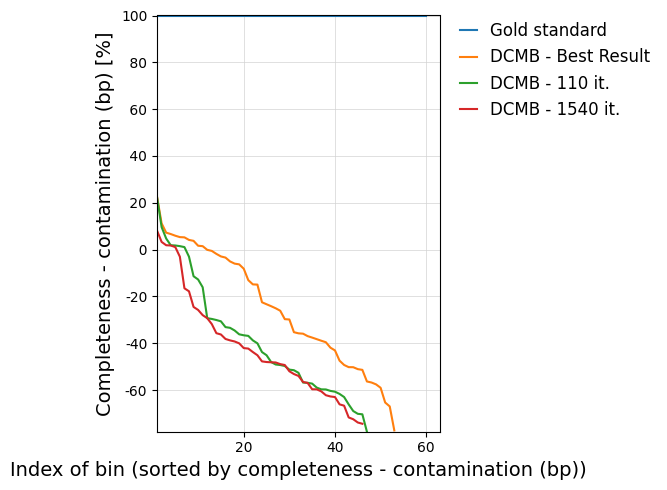 100
80
60
40
20
0
-20
-40
-60
20
40
60
Completeness - contamination (bp) [%]
Index of bin (sorted by completeness - contamination (bp))
Gold standard
DCMB - Best Result
DCMB - 110 it.
DCMB - 1540 it.